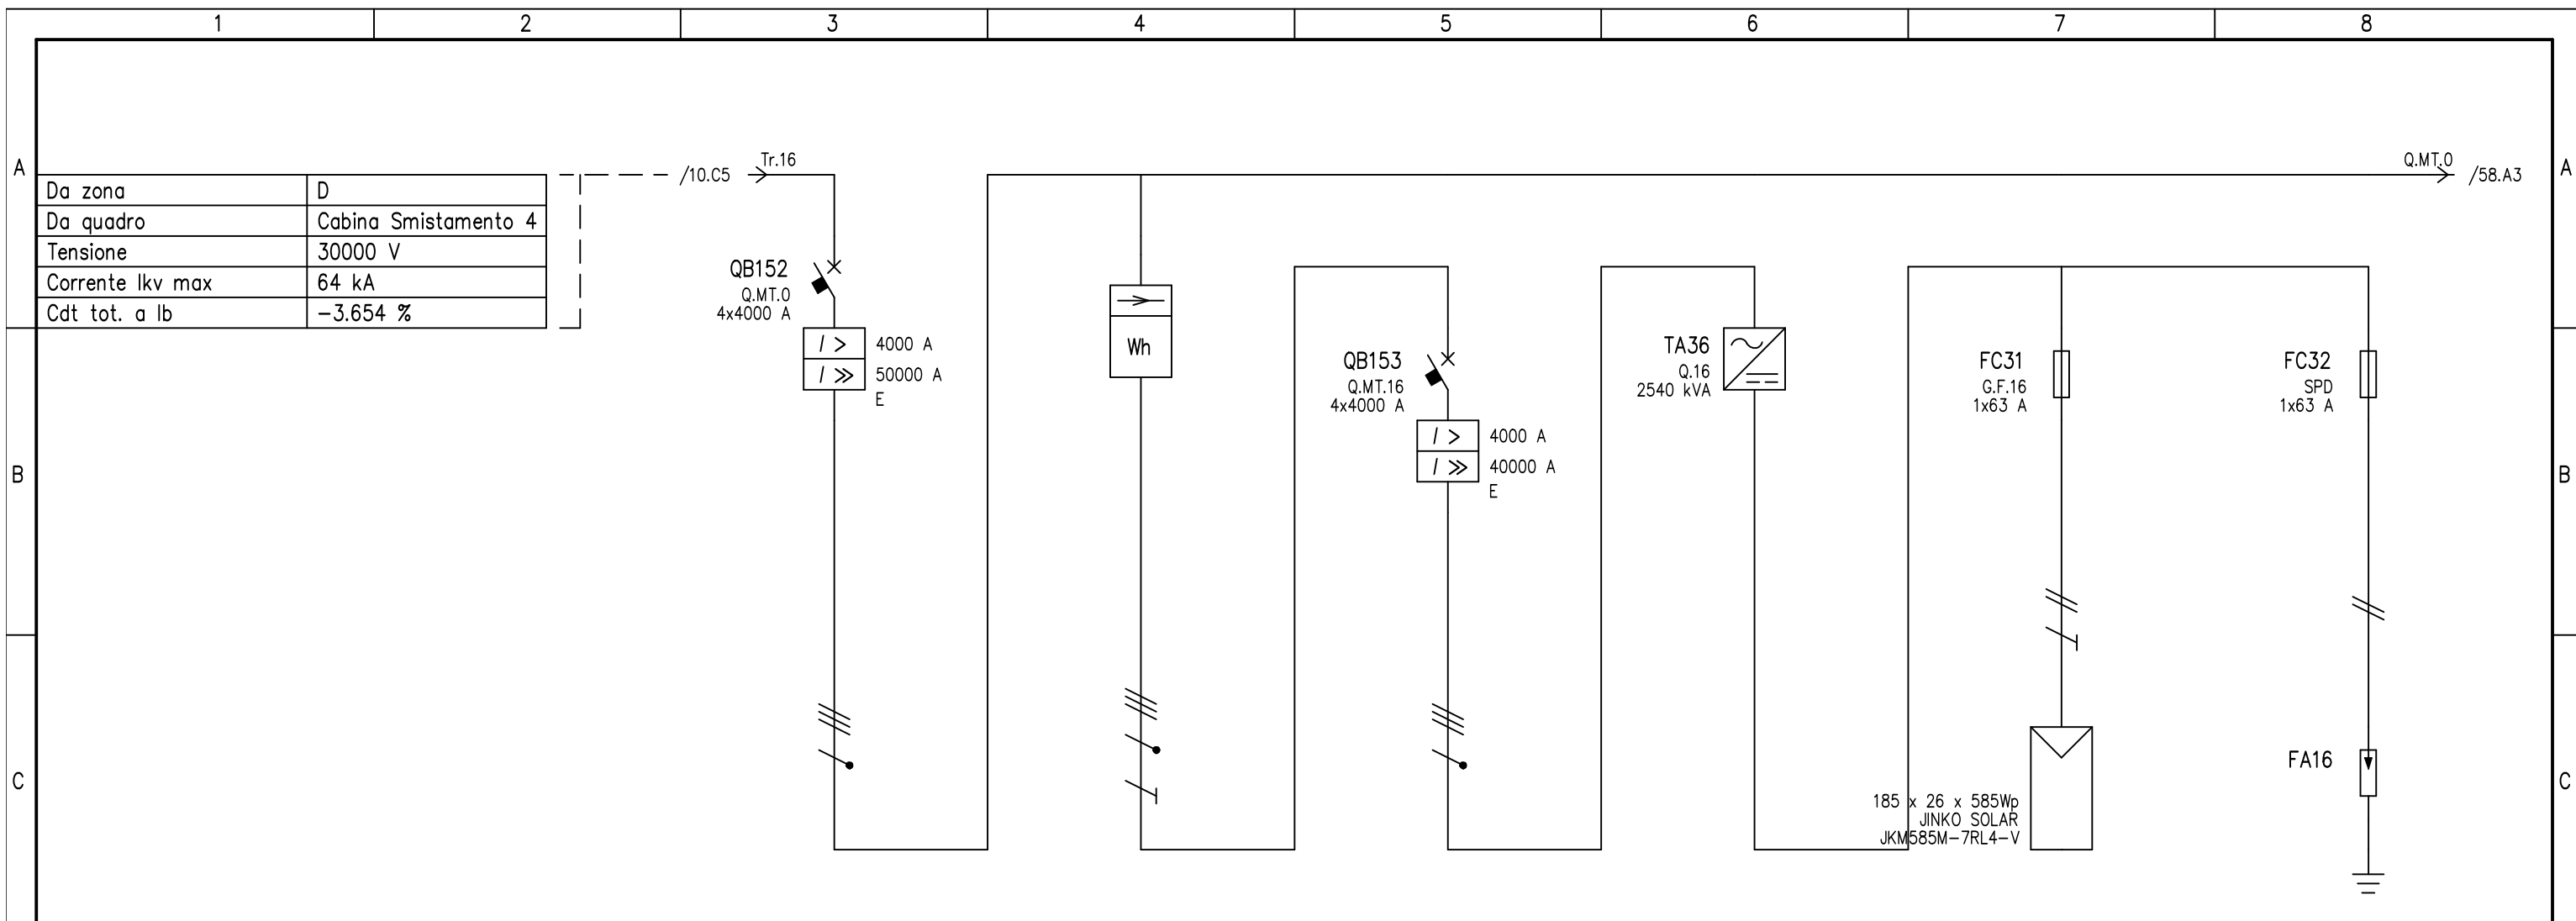 1 2 3 4 5 6 7 8
A A
Tr.16
/10.C5
Q.MT.0
/58.A3
Da zona D
Da quadro Cabina Smistamento 4
Tensione 30000 V
Corrente Ikv max 64 kA
Cdt tot. a Ib -3.654 %
QB152
Q.MT.0
4x4000 A
I > 4000 A
I >> 50000 A
E
Wh
QB153
Q.MT.16
4x4000 A
I > 4000 A
I >> 40000 A
E
TA36
Q.16
2540 kVA
FC31
G.F.16
1x63 A
FC32
SPD
1x63 A
B B
C C
185 x 26 x 585Wp
JINKO SOLAR
JKM585M-7RL4-V
FA16